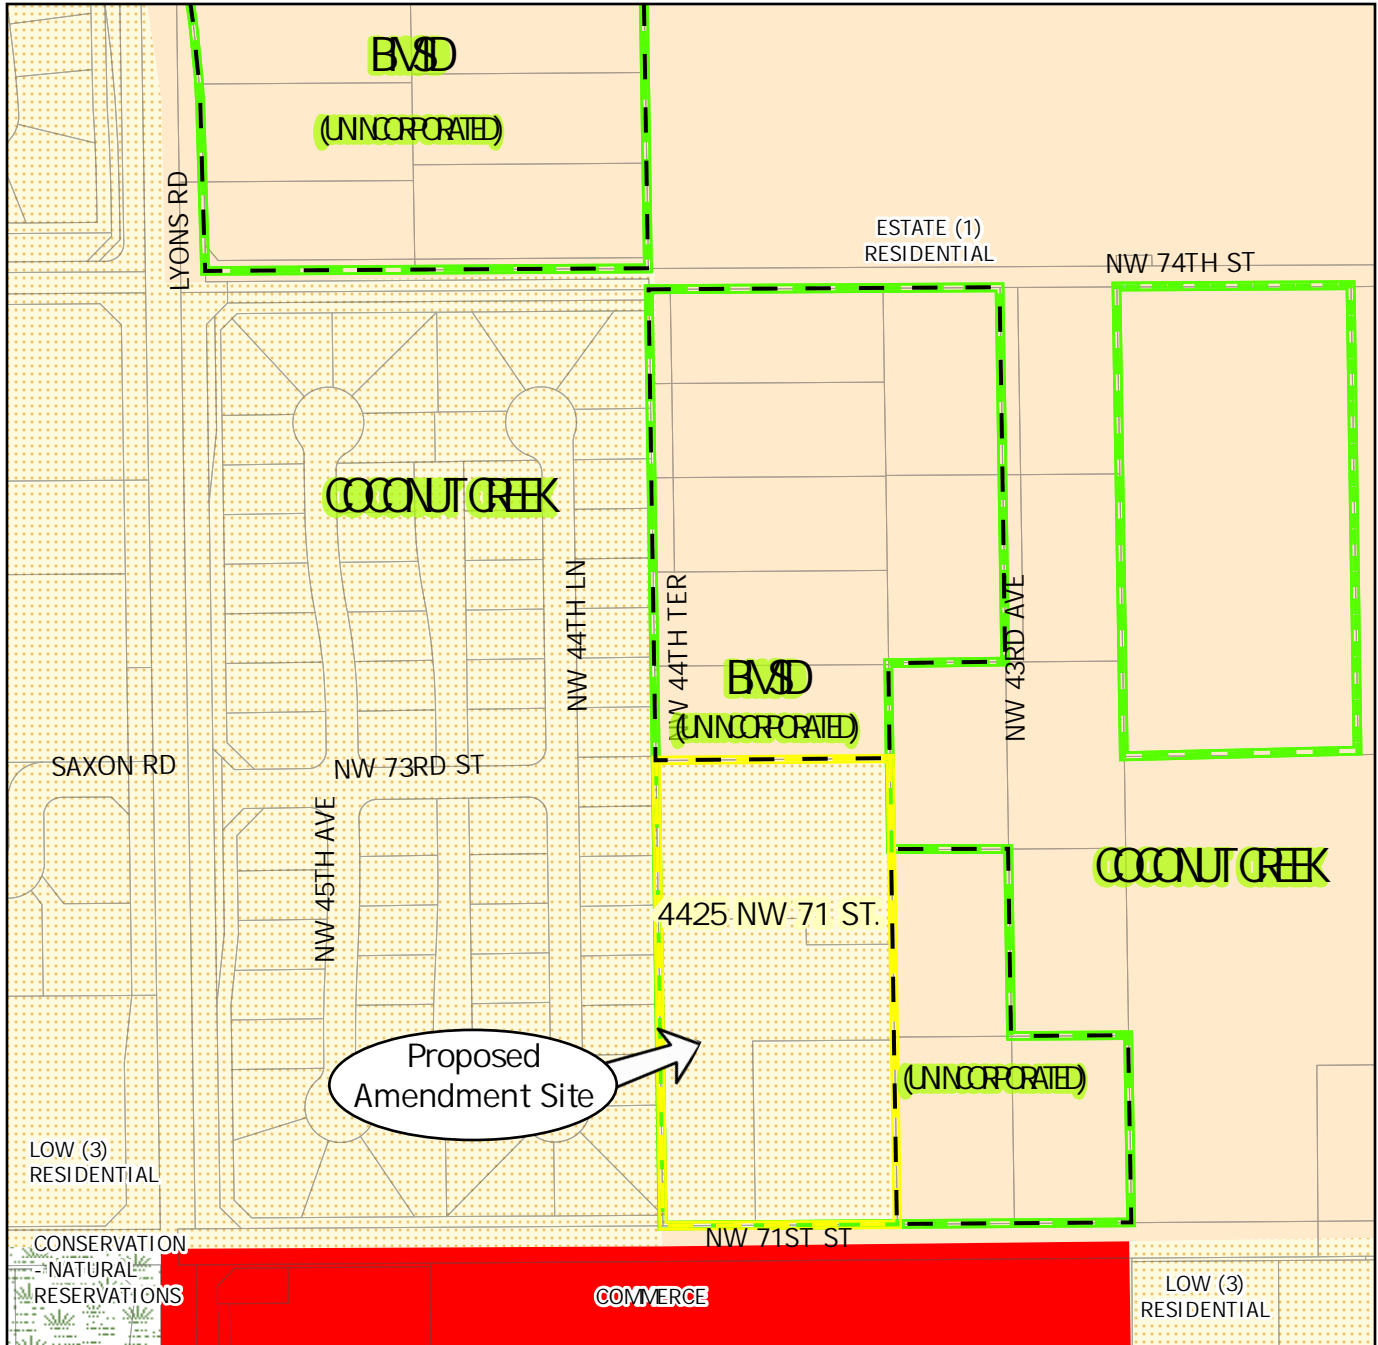 BMSD
(UNINCORPORATED)
LYONS RD
ESTATE (1)
RESIDENTIAL
NW 74TH ST
COCONUT CREEK
NW 44TH LN
NW 44TH TER
NW 43RD AVE
BMSD
(UNINCORPORATED)
SAXON RD
NW 73RD ST
NW 45TH AVE
COCONUT CREEK
4425 NW 71 ST.
Proposed
Amendment Site
(UNINCORPORATED)
LOW (3)
RESIDENTIAL
NW 71ST ST
CONSERVATION
- NATURAL
RESERVATIONS
COMMERCE
LOW (3)
RESIDENTIAL